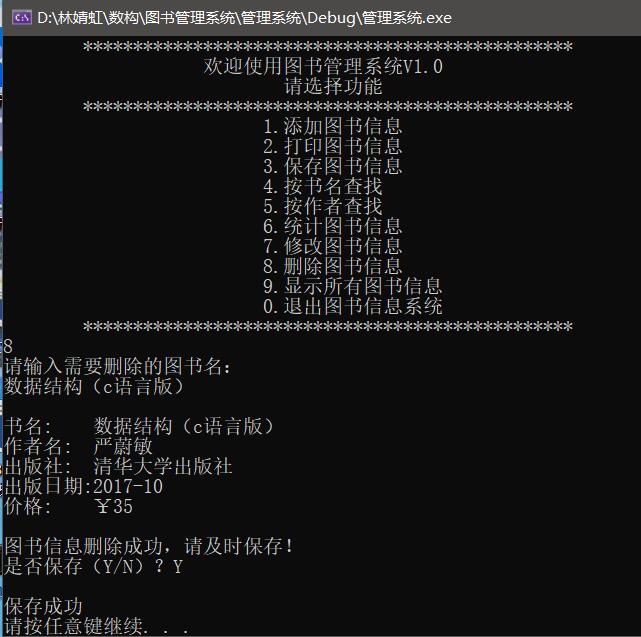 D:\林婧虹\数构\图书管理系统\管理系统\Debug\管理系统.exe
*************************************************
欢迎使用图书管理系统V1.0
请选择功能
*************************************************
1.添加图书信息
2.打印图书信息
3.保存图书信息
4.按书名查找
5.按作者查找
6.统计图书信息
7.修改图书信息
8.删除图书信息
9.显示所有图书信息
0.退出图书信息系统
*************************************************
8
请输入需要删除的图书名:
数据结构（c语言版）
书名: 数据结构（c语言版）
作者名: 严蔚敏
出版社: 清华大学出版社
出版日期:2017-10
价格: ￥35
图书信息删除成功，请及时保存！
是否保存（Y/N）？Y
保存成功
请按任意键继续. . .